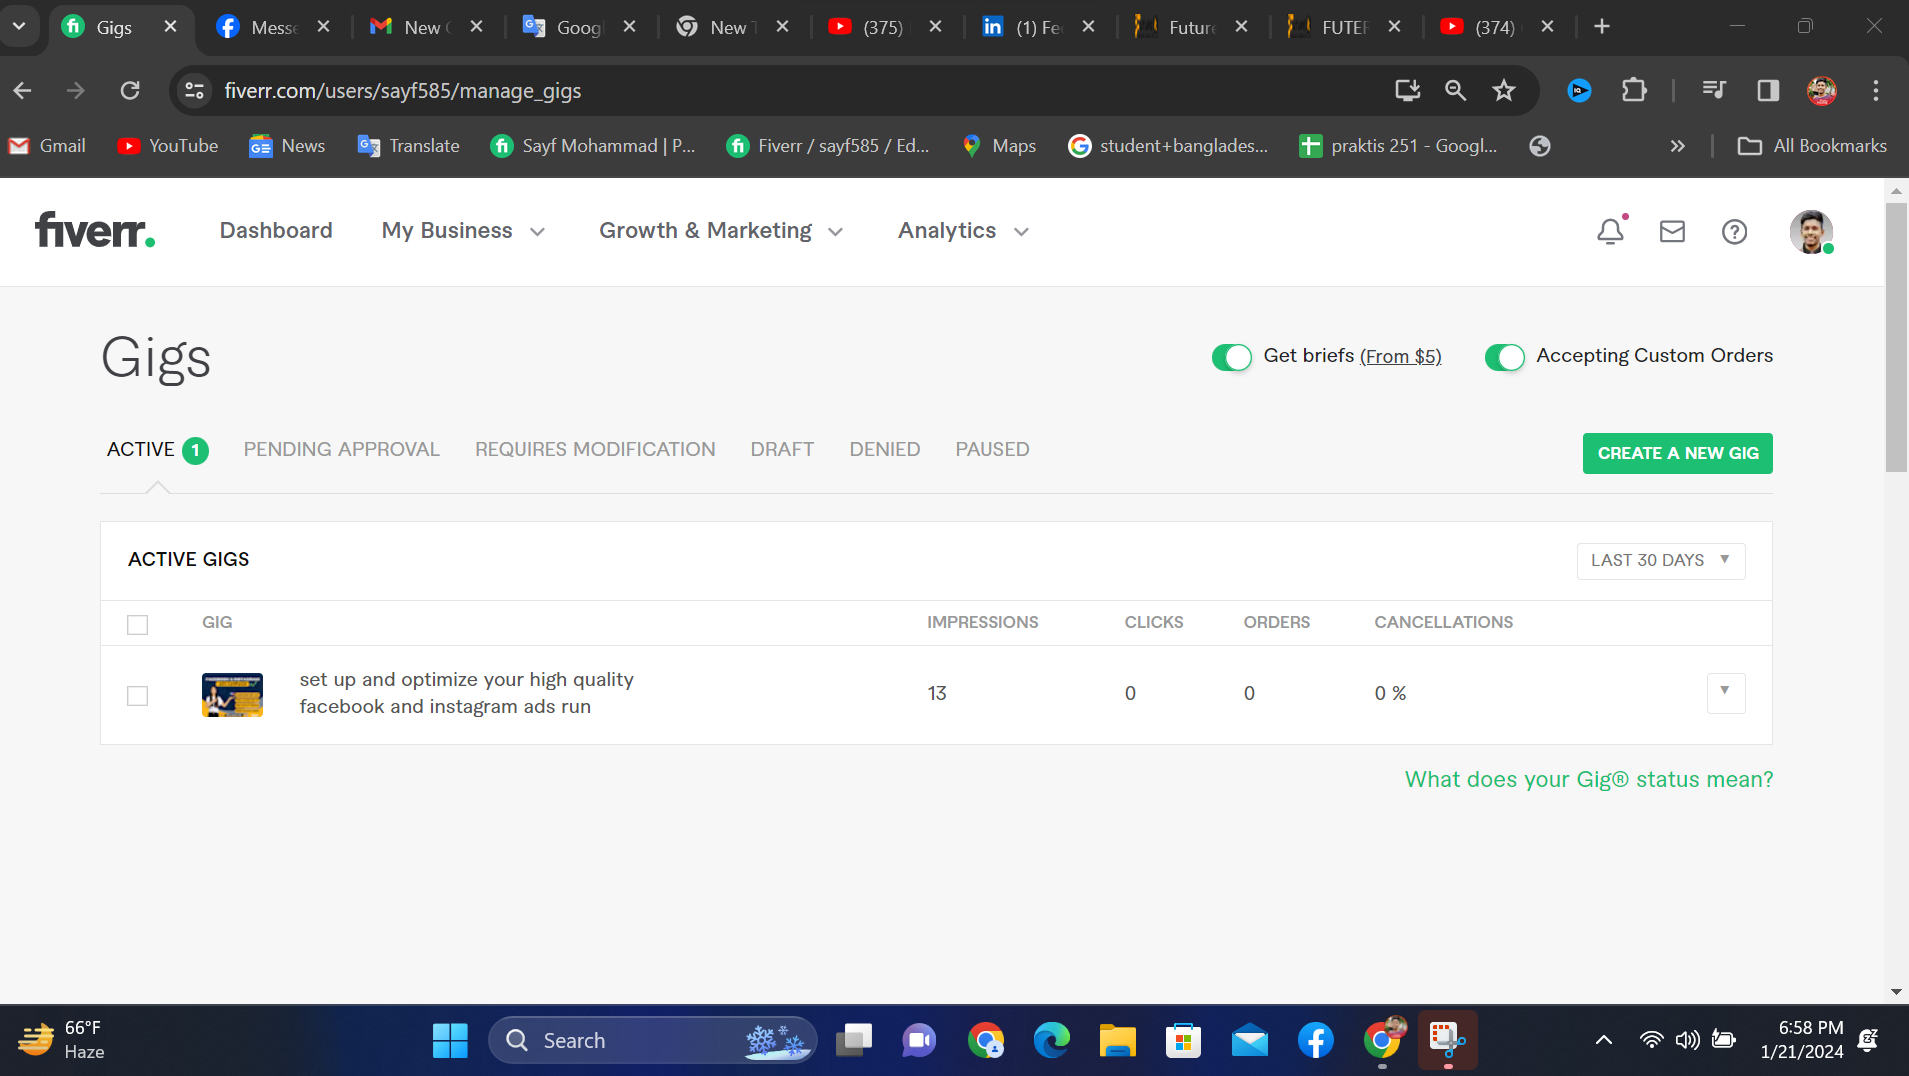 Gigs
Messe
New
Goog
New T
(375)
(1) Fe
Future
FUTER
(374)
fiverr.com/users/sayf585/manage_gigs
Gmail
YouTube
News
Translate
Sayf Mohammad | P...
Fiverr / sayf585 / Ed...
Maps
student+banglades...
praktis 251 - Googl...
All Bookmarks
fiverr.
Dashboard
My Business
Growth & Marketing
Analytics
Gigs
Get briefs (From $5)
Accepting Custom Orders
ACTIVE 1
PENDING APPROVAL
REQUIRES MODIFICATION
DRAFT
DENIED
PAUSED
CREATE A NEW GIG
ACTIVE GIGS
LAST 30 DAYS
GIG
IMPRESSIONS
CLICKS
ORDERS
CANCELLATIONS
set up and optimize your high quality
facebook and instagram ads run
13
0
0
0 %
What does your Gig® status mean?
66°F
Haze
Search
6:58 PM
1/21/2024